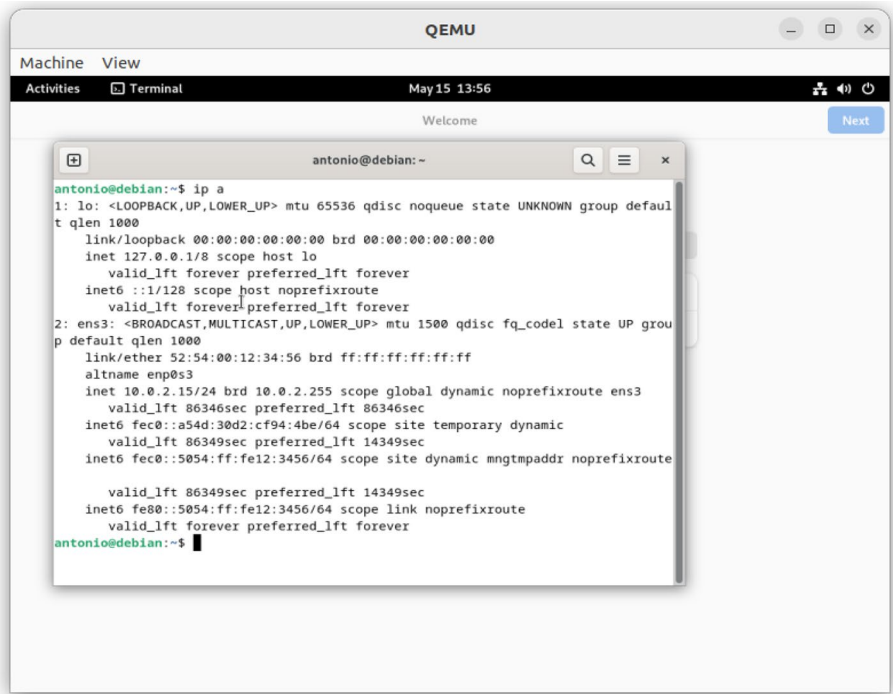 QEMU
Machine View
Activities Terminal May 15 13:56
Welcome Next
antonio@debian: ~
antonio@debian:~$ ip a
1: lo: <LOOPBACK,UP,LOWER_UP> mtu 65536 qdisc noqueue state UNKNOWN group defaul
t qlen 1000
    link/loopback 00:00:00:00:00:00 brd 00:00:00:00:00:00
    inet 127.0.0.1/8 scope host lo
       valid_lft forever preferred_lft forever
    inet6 ::1/128 scope host noprefixroute
       valid_lft forever preferred_lft forever
2: ens3: <BROADCAST,MULTICAST,UP,LOWER_UP> mtu 1500 qdisc fq_codel state UP grou
p default qlen 1000
    link/ether 52:54:00:12:34:56 brd ff:ff:ff:ff:ff:ff
    altname enp0s3
    inet 10.0.2.15/24 brd 10.0.2.255 scope global dynamic noprefixroute ens3
       valid_lft 86346sec preferred_lft 86346sec
    inet6 fec0::a54d:30d2:cf94:4be/64 scope site temporary dynamic
       valid_lft 86349sec preferred_lft 14349sec
    inet6 fec0::5054:ff:fe12:3456/64 scope site dynamic mngtmpaddr noprefixroute
       valid_lft 86349sec preferred_lft 14349sec
    inet6 fe80::5054:ff:fe12:3456/64 scope link noprefixroute
       valid_lft forever preferred_lft forever
antonio@debian:~$